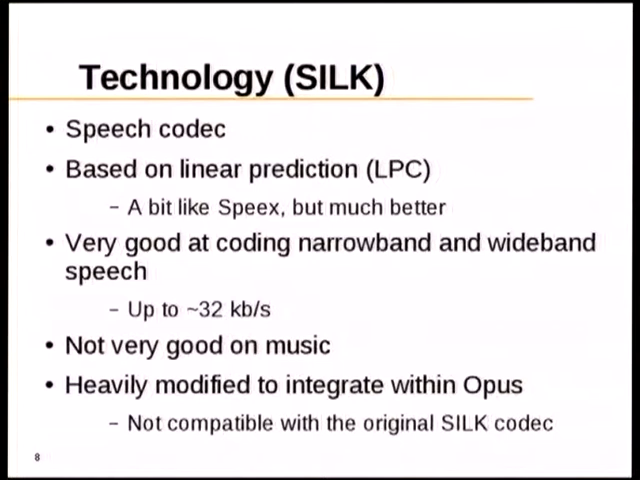 Technology (SILK)
• Speech codec
• Based on linear prediction (LPC)
– A bit like Speex, but much better
• Very good at coding narrowband and wideband
speech
– Up to ~32 kb/s
• Not very good on music
• Heavily modified to integrate within Opus
– Not compatible with the original SILK codec
8